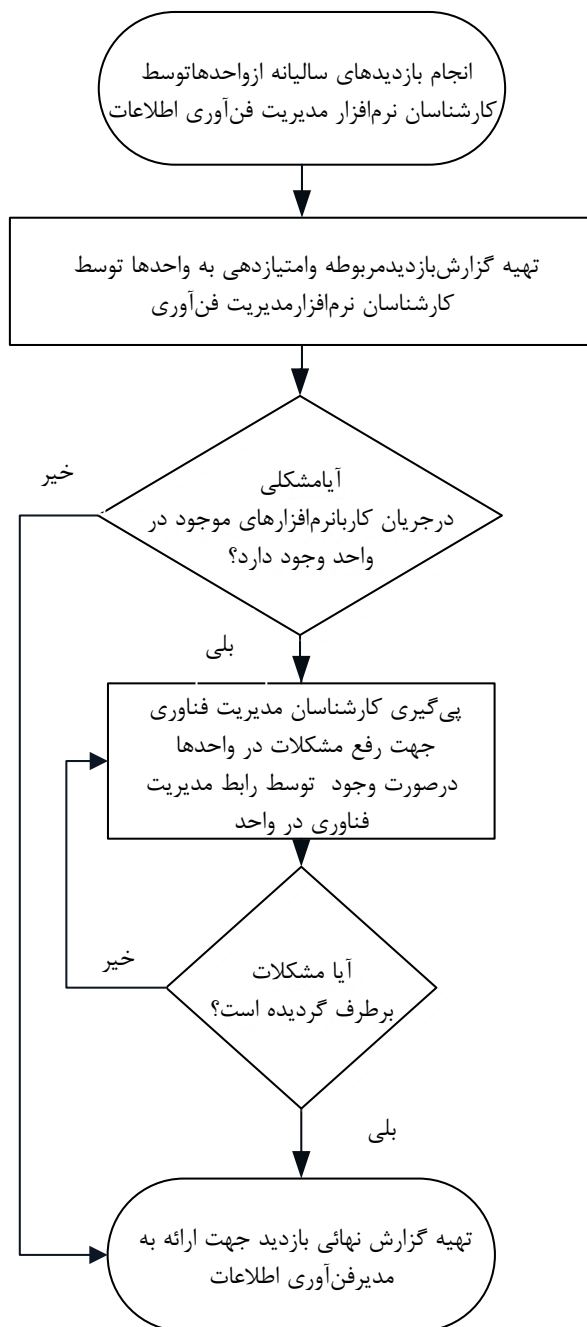 انجام بازدیدهای سالیانه ازواحدهاتوسط
کارشناسان نرم‌افزار مدیریت فن‌آوری اطلاعات
تهیه گزارش‌بازدیدمربوطه وامتیازدهی به واحدها توسط
کارشناسان نرم‌افزارمدیریت فن‌آوری
آیامشکلی
درجریان کاربانرم‌افزارهای موجود در
واحد وجود دارد؟
خیر
بلی
پی‌گیری کارشناسان مدیریت فناوری
جهت رفع مشکلات در واحدها
درصورت وجود توسط رابط مدیریت
فناوری در واحد
آیا مشکلات
برطرف گردیده است؟
خیر
بلی
تهیه گزارش نهائی بازدید جهت ارائه به
مدیرفن‌آوری اطلاعات